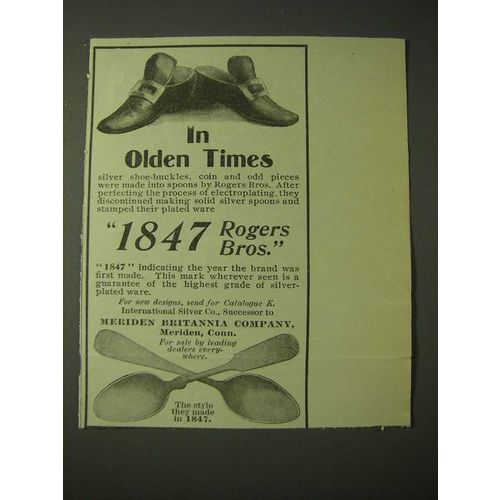 In
Olden Times
silver shoe-buckles, coin and odd pieces
were made into spoons by Rogers Bros. After
perfecting the process of electroplating, they
discontinued making solid silver spoons and
stamped their plated ware
"1847 Rogers
Bros."
"1847" indicating the year the brand was
first made. This mark wherever seen is a
guarantee of the highest grade of silver-
plated ware.
For new designs, send for Catalogue K.
International Silver Co., Successor to
MERIDEN BRITANNIA COMPANY,
Meriden, Conn.
For sale by leading
dealers every-
where.
The style
they made
in 1847.